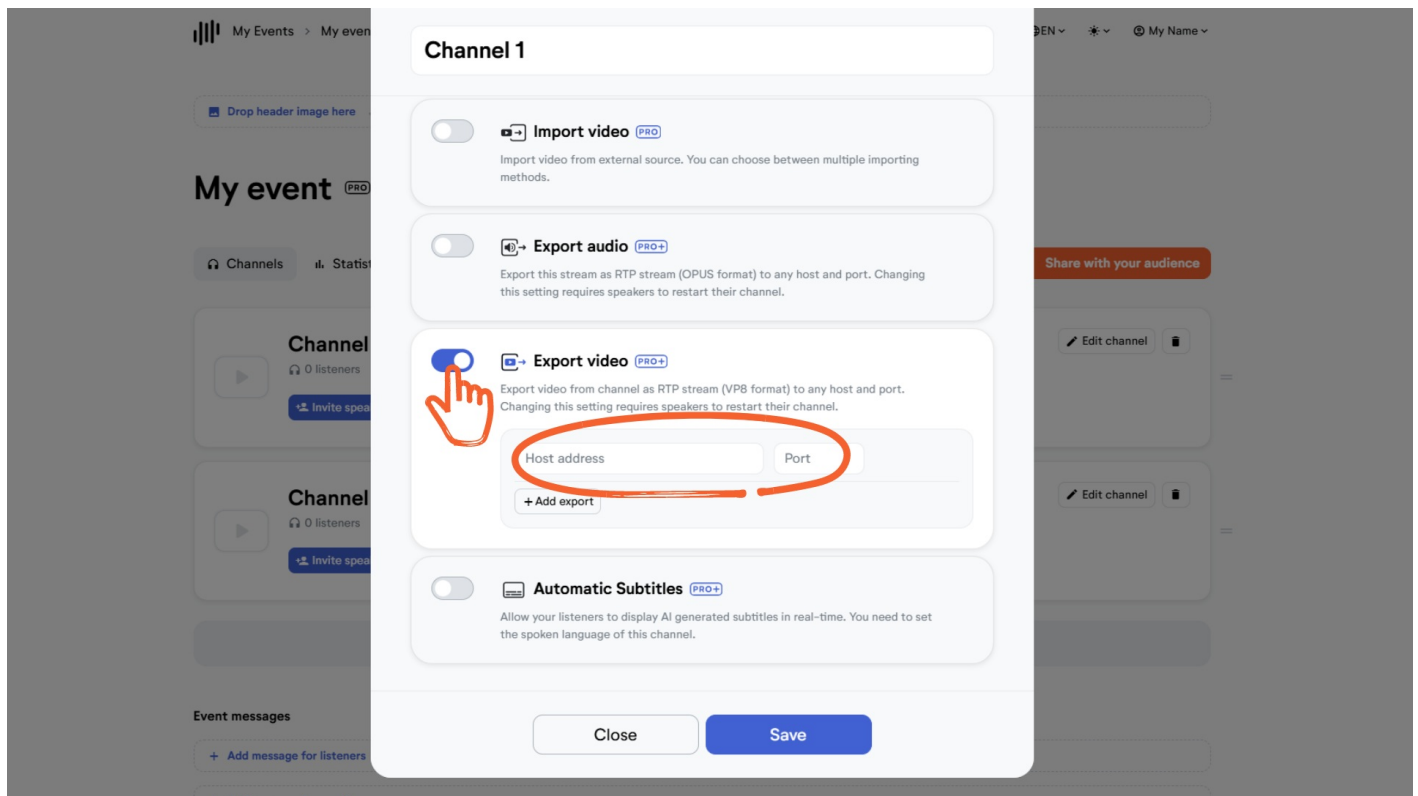 My Events > My even
EN
My Name
Channel 1
Drop header image here
Import video PRO
Import video from external source. You can choose between multiple importing
methods.
My event PRO
Export audio PRO+
Export this stream as RTP stream (OPUS format) to any host and port. Changing
this setting requires speakers to restart their channel.
Channels
Statist
Share with your audience
Channel
0 listeners
Invite spea
Edit channel
Export video PRO+
Export video from channel as RTP stream (VP8 format) to any host and port.
Changing this setting requires speakers to restart their channel.
Host address
Port
+ Add export
Channel
0 listeners
Invite spea
Edit channel
Automatic Subtitles PRO+
Allow your listeners to display AI generated subtitles in real-time. You need to set
the spoken language of this channel.
Event messages
+ Add message for listeners
Close
Save